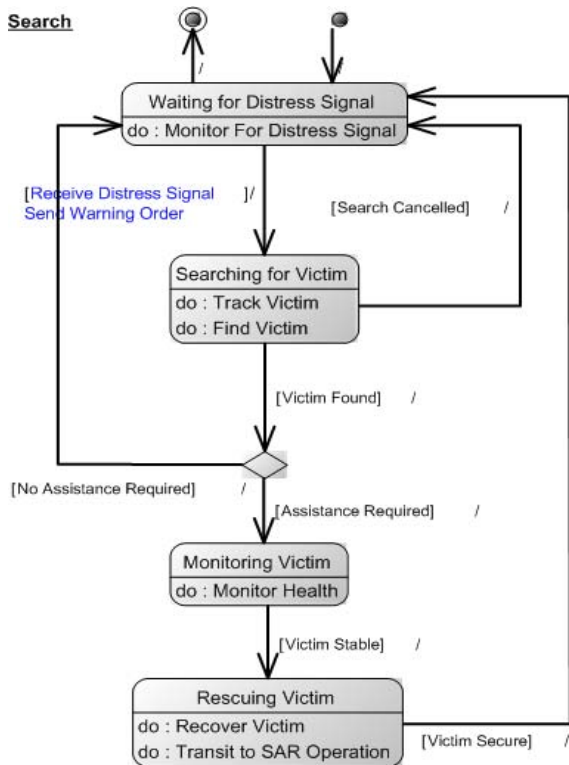 Search
/
/
Waiting for Distress Signal
do : Monitor For Distress Signal
[Receive Distress Signal ]/
Send Warning Order
[Search Cancelled] /
Searching for Victim
do : Track Victim
do : Find Victim
[Victim Found] /
[No Assistance Required] /
[Assistance Required] /
Monitoring Victim
do : Monitor Health
[Victim Stable] /
Rescuing Victim
do : Recover Victim
do : Transit to SAR Operation
[Victim Secure] /